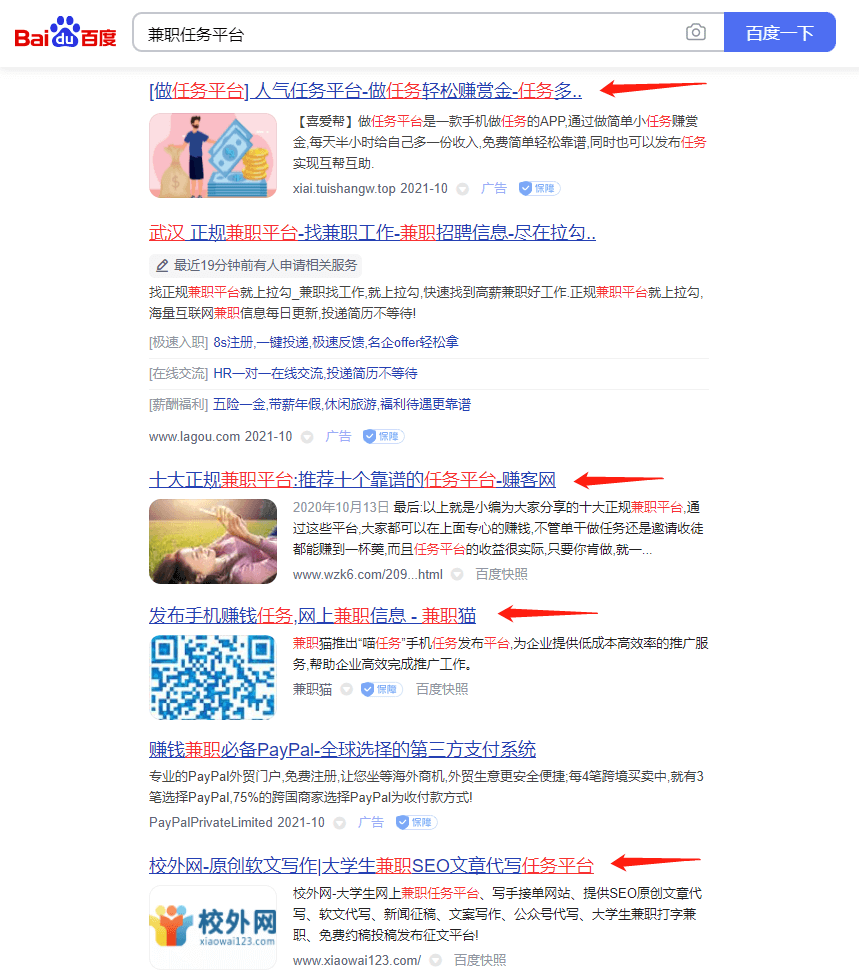 Bai du 百度
兼职任务平台
百度一下
[做任务平台] 人气任务平台-做任务轻松赚赏金-任务多..
【喜爱帮】做任务平台是一款手机做任务的APP,通过做简单小任务赚赏
金,每天半小时给自己多一份收入,免费简单轻松靠谱,同时也可以发布任务
实现互帮互助.
xiai.tuishangw.top 2021-10 广告 保障
武汉 正规兼职平台-找兼职工作-兼职招聘信息-尽在拉勾..
最近19分钟前有人申请相关服务
找正规兼职平台就上拉勾_兼职找工作,就上拉勾,快速找到高薪兼职好工作.正规兼职平台就上拉勾,
海量互联网兼职信息每日更新,投递简历不等待!
[极速入职] 8s注册,一键投递,极速反馈,名企offer轻松拿
[在线交流] HR一对一在线交流,投递简历不等待
[薪酬福利] 五险一金,带薪年假,休闲旅游,福利待遇更靠谱
www.lagou.com 2021-10 广告 保障
十大正规兼职平台:推荐十个靠谱的任务平台-赚客网
2020年10月13日 最后:以上就是小编为大家分享的十大正规兼职平台,通
过这些平台,大家都可以在上面专心的赚钱,不管单干做任务还是邀请收徒
都能赚到一杯羹,而且任务平台的收益很实际,只要你肯做,就一...
www.wzk6.com/209...html 百度快照
发布手机赚钱任务,网上兼职信息 - 兼职猫
兼职猫推出“喵任务”手机任务发布平台,为企业提供低成本高效率的推广服
务,帮助企业高效完成推广工作。
兼职猫 保障 百度快照
赚钱兼职必备PayPal-全球选择的第三方支付系统
专业的PayPal外贸门户,免费注册,让您坐等海外商机,外贸生意更安全便捷;每4笔跨境买卖中,就有3
笔选择PayPal,75%的跨国商家选择PayPal为收付款方式!
PayPalPrivateLimited 2021-10 广告 保障
校外网-原创软文写作|大学生兼职SEO文章代写任务平台
校外网-大学生网上兼职任务平台、写手接单网站、提供SEO原创文章代
写、软文代写、新闻征稿、文案写作、公众号代写、大学生兼职打字兼
职、免费约稿投稿发布征文平台!
校外网
xiaowai123.com
www.xiaowai123.com/ 百度快照